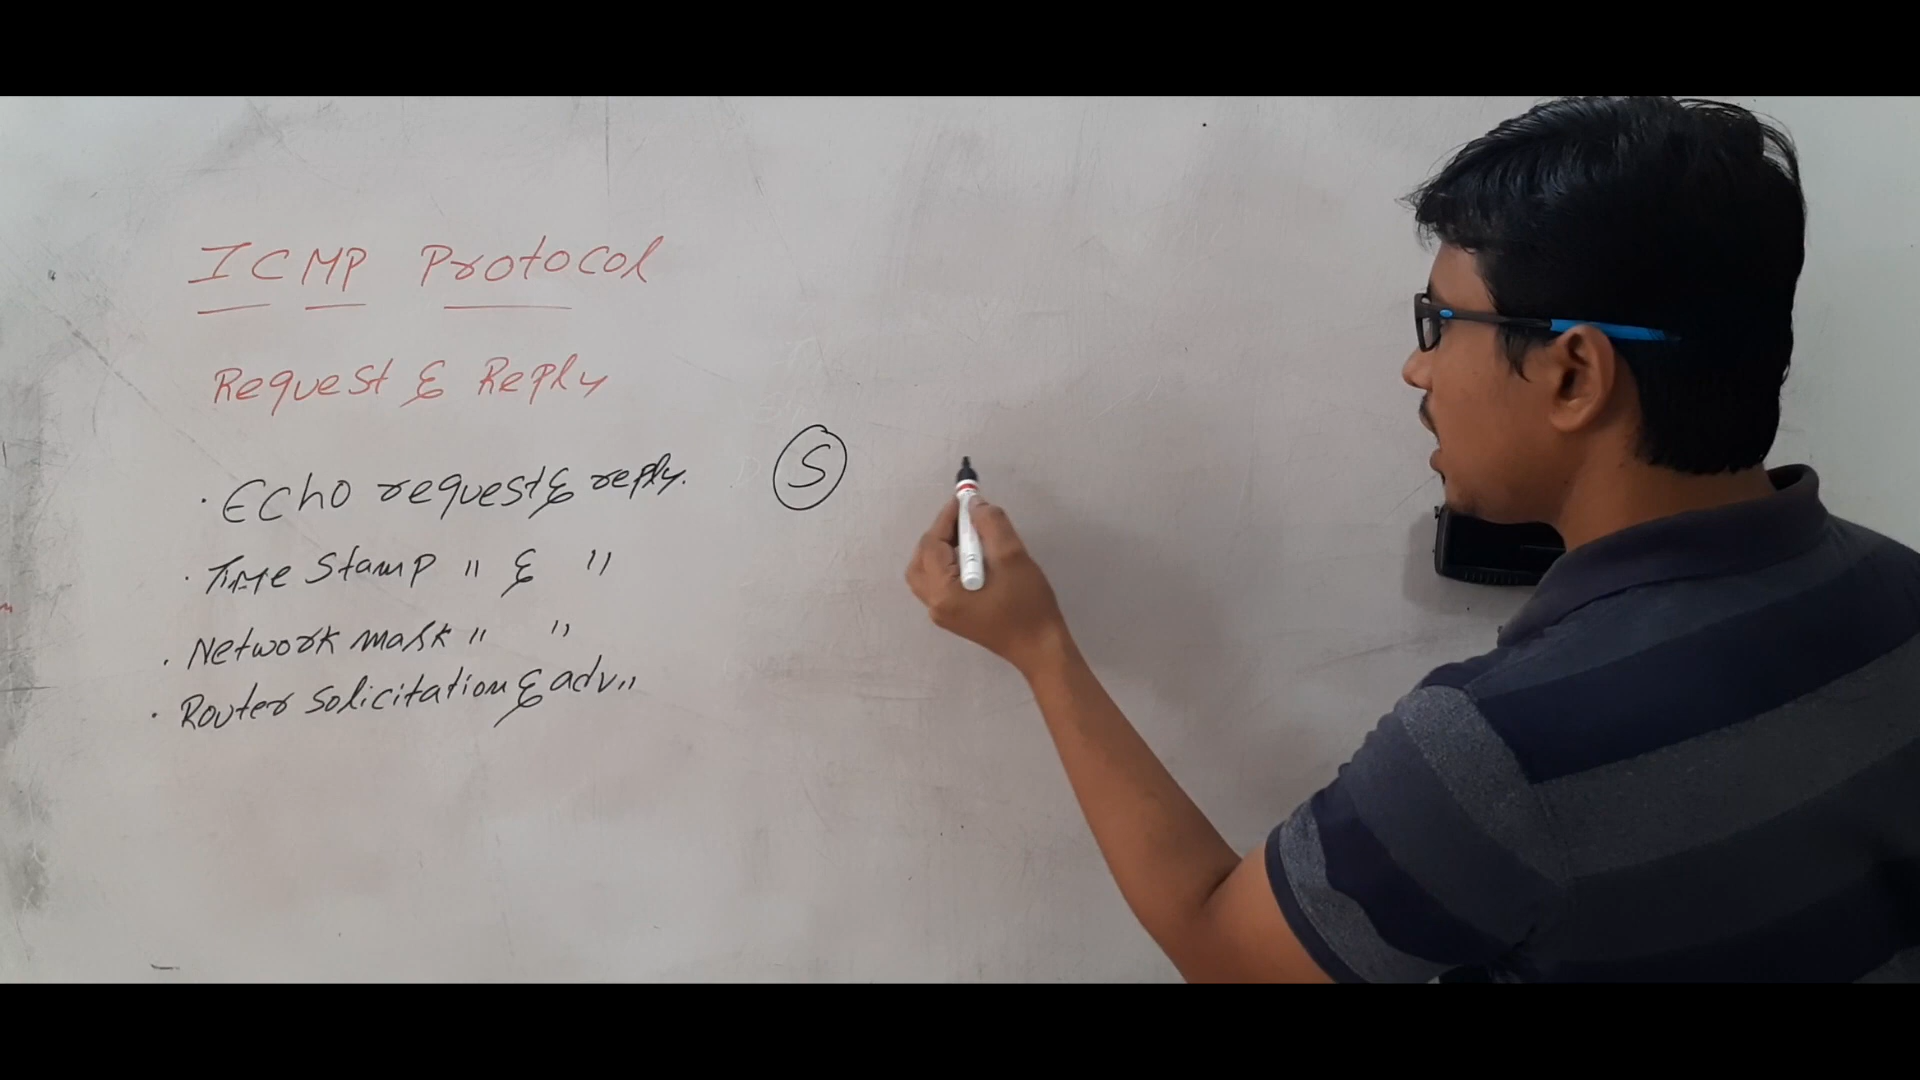 ICMP Protocol
Request & Reply
· Echo request & reply.
· Time Stamp " & "
· Network mask " "
· Router solicitation & adv"
S